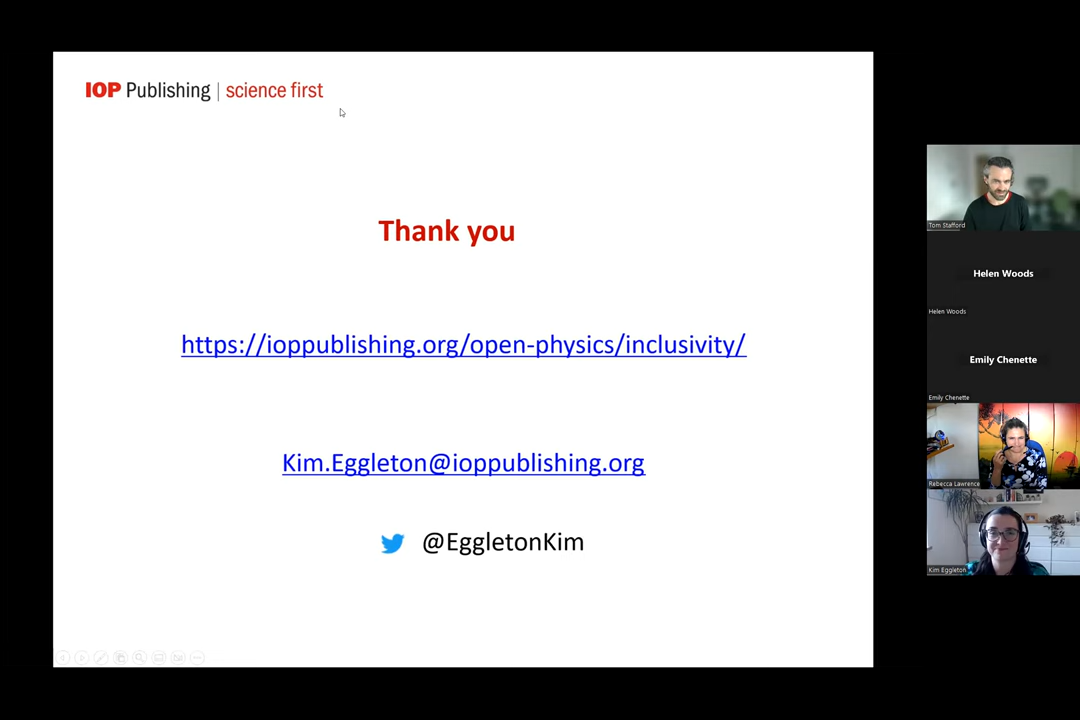 IOP Publishing | science first
Thank you
https://ioppublishing.org/open-physics/inclusivity/
Kim.Eggleton@ioppublishing.org
@EggletonKim
Tom Stafford
Helen Woods
Helen Woods
Emily Chenette
Emily Chenette
Rebecca Lawrence
Kim Eggleton